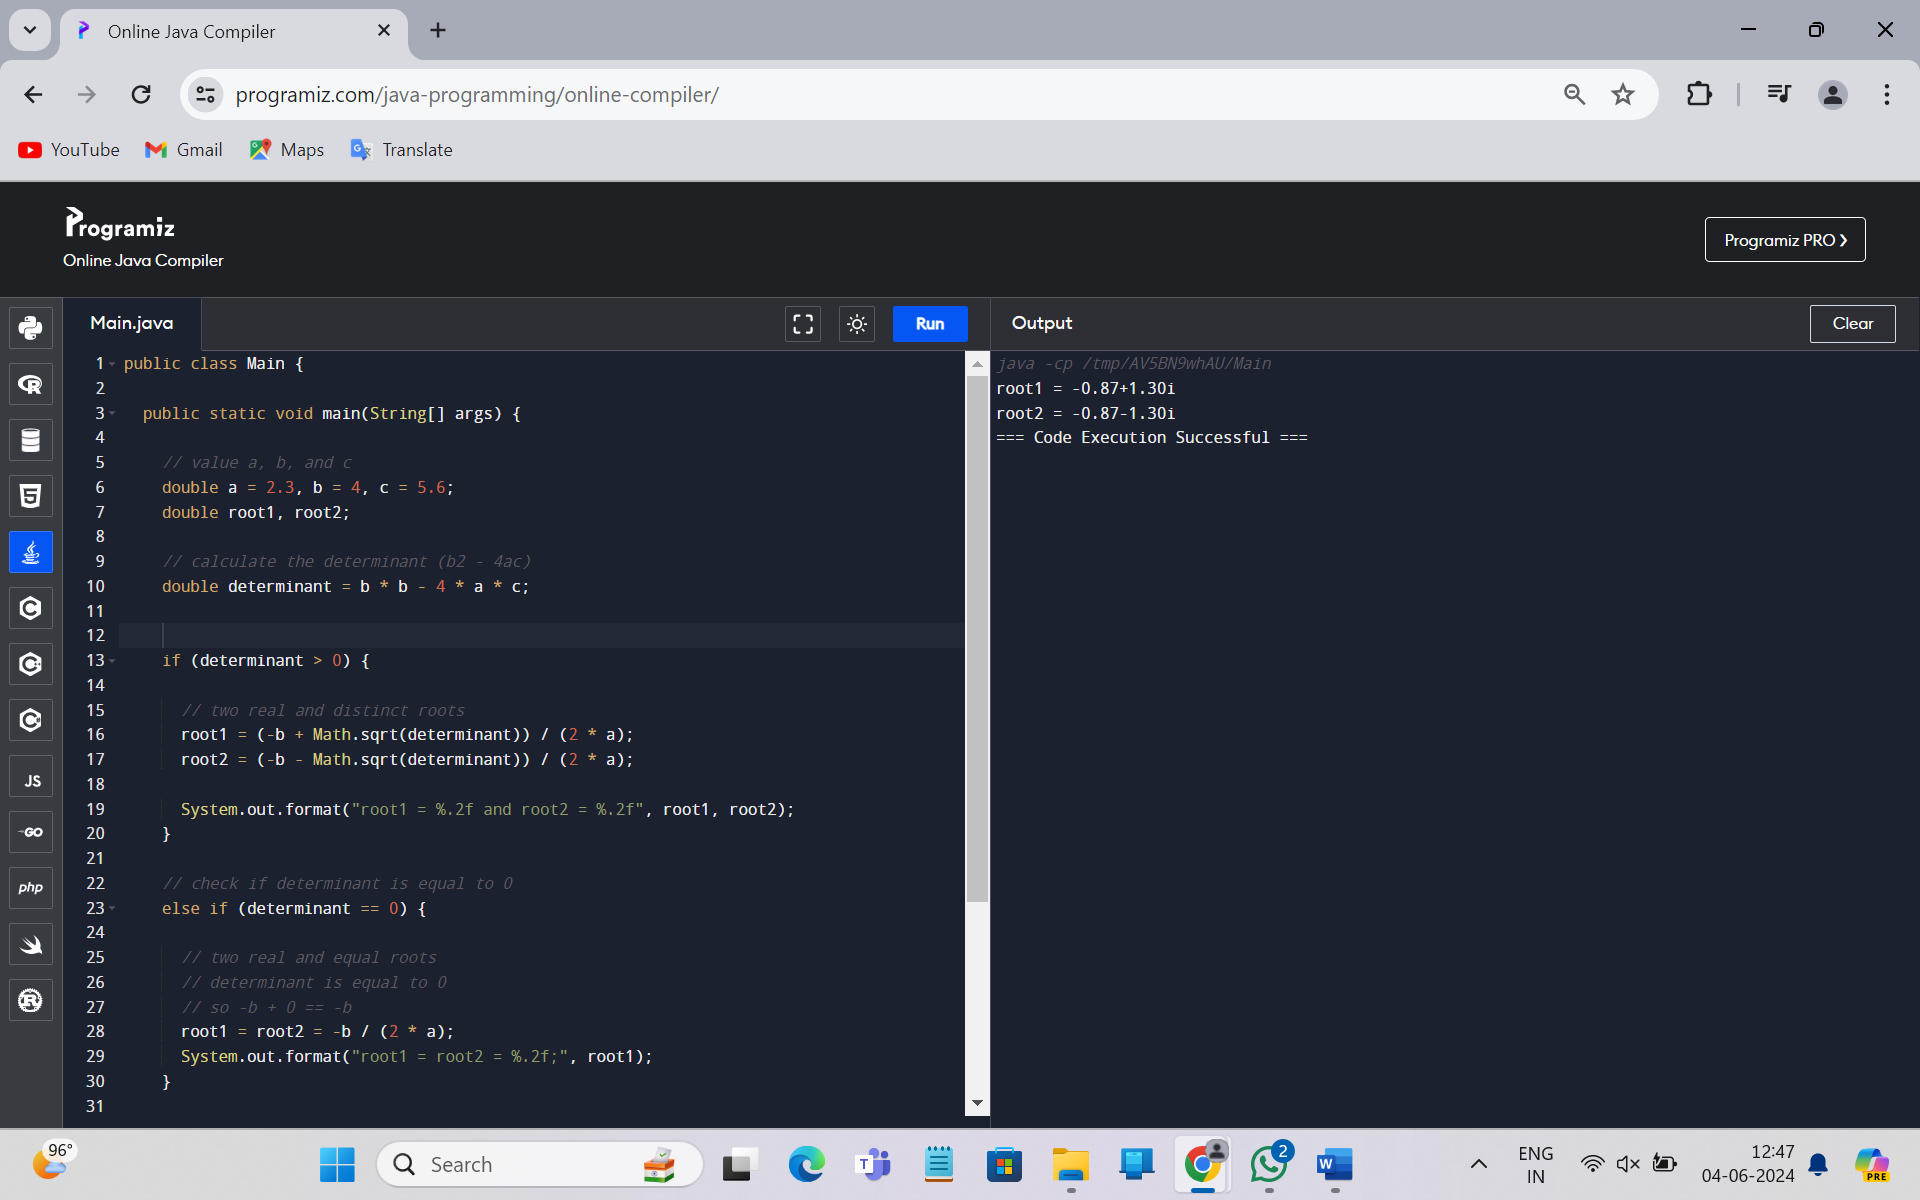 Online Java Compiler
programiz.com/java-programming/online-compiler/
YouTube Gmail Maps Translate
Programiz
Online Java Compiler
Programiz PRO ❯
Main.java
Run
Output
Clear
1 public class Main {
2
3 public static void main(String[] args) {
4
5 // value a, b, and c
6 double a = 2.3, b = 4, c = 5.6;
7 double root1, root2;
8
9 // calculate the determinant (b2 - 4ac)
10 double determinant = b * b - 4 * a * c;
11
12
13 if (determinant > 0) {
14
15 // two real and distinct roots
16 root1 = (-b + Math.sqrt(determinant)) / (2 * a);
17 root2 = (-b - Math.sqrt(determinant)) / (2 * a);
18
19 System.out.format("root1 = %.2f and root2 = %.2f", root1, root2);
20 }
21
22 // check if determinant is equal to 0
23 else if (determinant == 0) {
24
25 // two real and equal roots
26 // determinant is equal to 0
27 // so -b + 0 == -b
28 root1 = root2 = -b / (2 * a);
29 System.out.format("root1 = root2 = %.2f;", root1);
30 }
31
java -cp /tmp/AV5BN9whAU/Main
root1 = -0.87+1.30i
root2 = -0.87-1.30i
=== Code Execution Successful ===
JS
GO
php
96°
Search
2
ENG
IN
12:47
04-06-2024
PRE